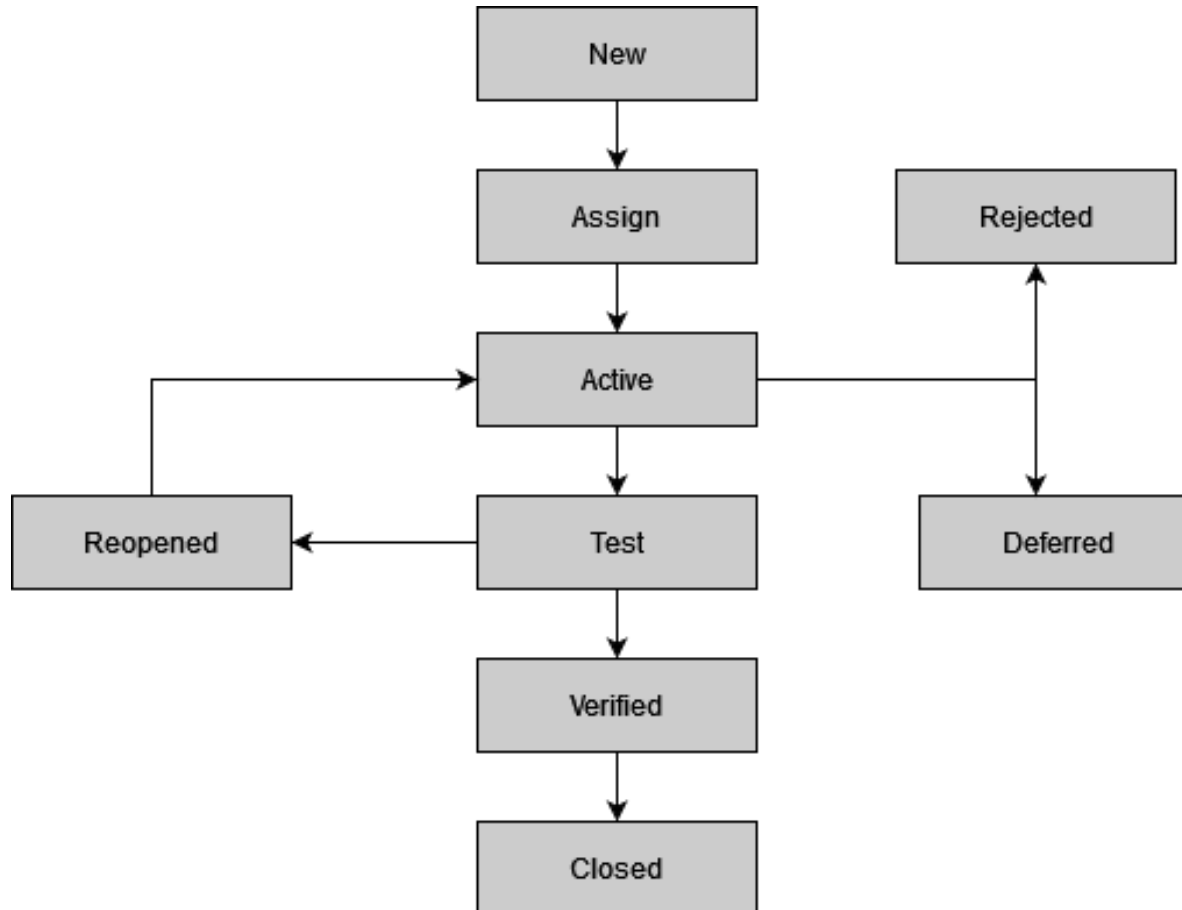 New
Assign
Rejected
Active
Reopened
Test
Deferred
Verified
Closed